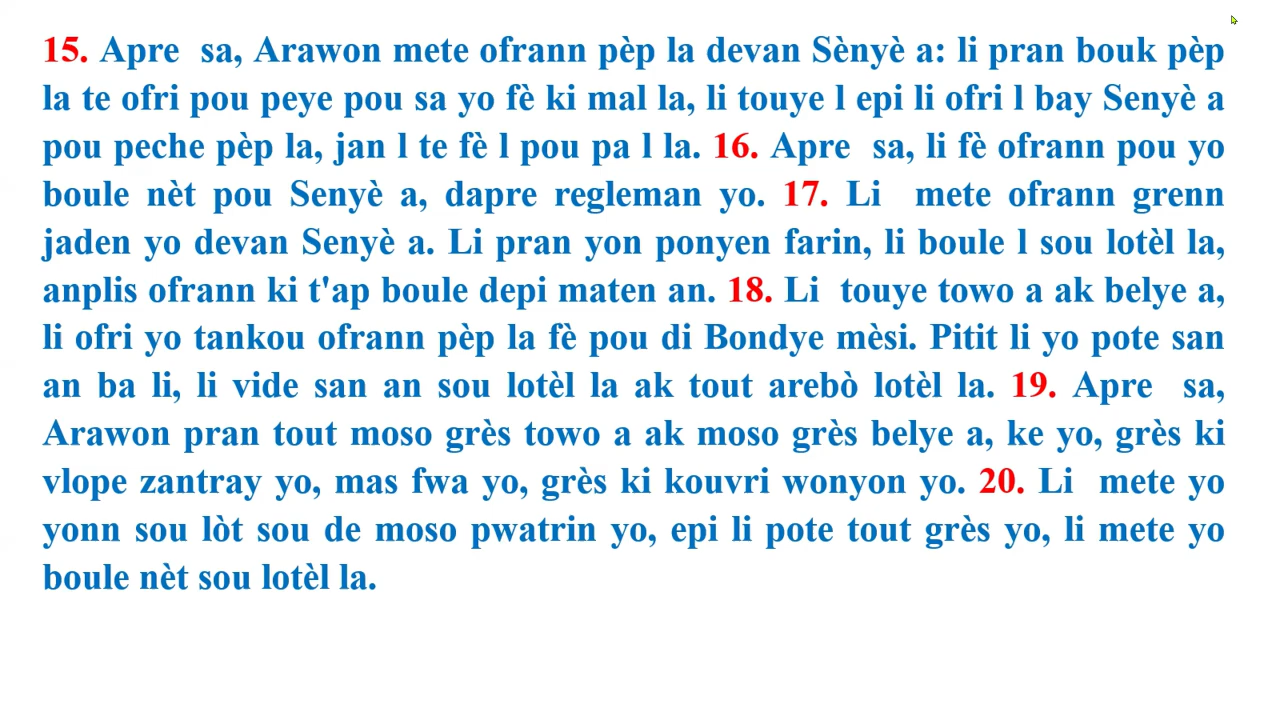 15. Apre  sa, Arawon mete ofrann pèp la devan Sènyè a: li pran bouk pèp
la te ofri pou peye pou sa yo fè ki mal la, li touye l epi li ofri l bay Senyè a
pou peche pèp la, jan l te fè l pou pa l la. 16. Apre  sa, li fè ofrann pou yo
boule nèt pou Senyè a, dapre regleman yo. 17. Li  mete ofrann grenn
jaden yo devan Senyè a. Li pran yon ponyen farin, li boule l sou lotèl la,
anplis ofrann ki t'ap boule depi maten an. 18. Li  touye towo a ak belye a,
li ofri yo tankou ofrann pèp la fè pou di Bondye mèsi. Pitit li yo pote san
an ba li, li vide san an sou lotèl la ak tout arebò lotèl la. 19. Apre  sa,
Arawon pran tout moso grès towo a ak moso grès belye a, ke yo, grès ki
vlope zantray yo, mas fwa yo, grès ki kouvri wonyon yo. 20. Li  mete yo
yonn sou lòt sou de moso pwatrin yo, epi li pote tout grès yo, li mete yo
boule nèt sou lotèl la.